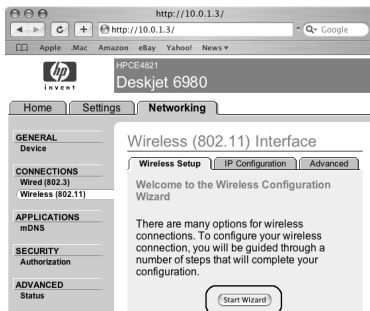 http://10.0.1.3/
http://10.0.1.3/
Q Google
Apple .Mac Amazon eBay Yahoo! News ▾
hp
invent
HPCE4821
Deskjet 6980
Home Settings Networking
GENERAL
Device
CONNECTIONS
Wired (802.3)
Wireless (802.11)
APPLICATIONS
mDNS
SECURITY
Authorization
ADVANCED
Status
Wireless (802.11) Interface
Wireless Setup IP Configuration Advanced
Welcome to the Wireless Configuration
Wizard
There are many options for wireless
connections. To configure your wireless
connection, you will be guided through a
number of steps that will complete your
configuration.
Start Wizard